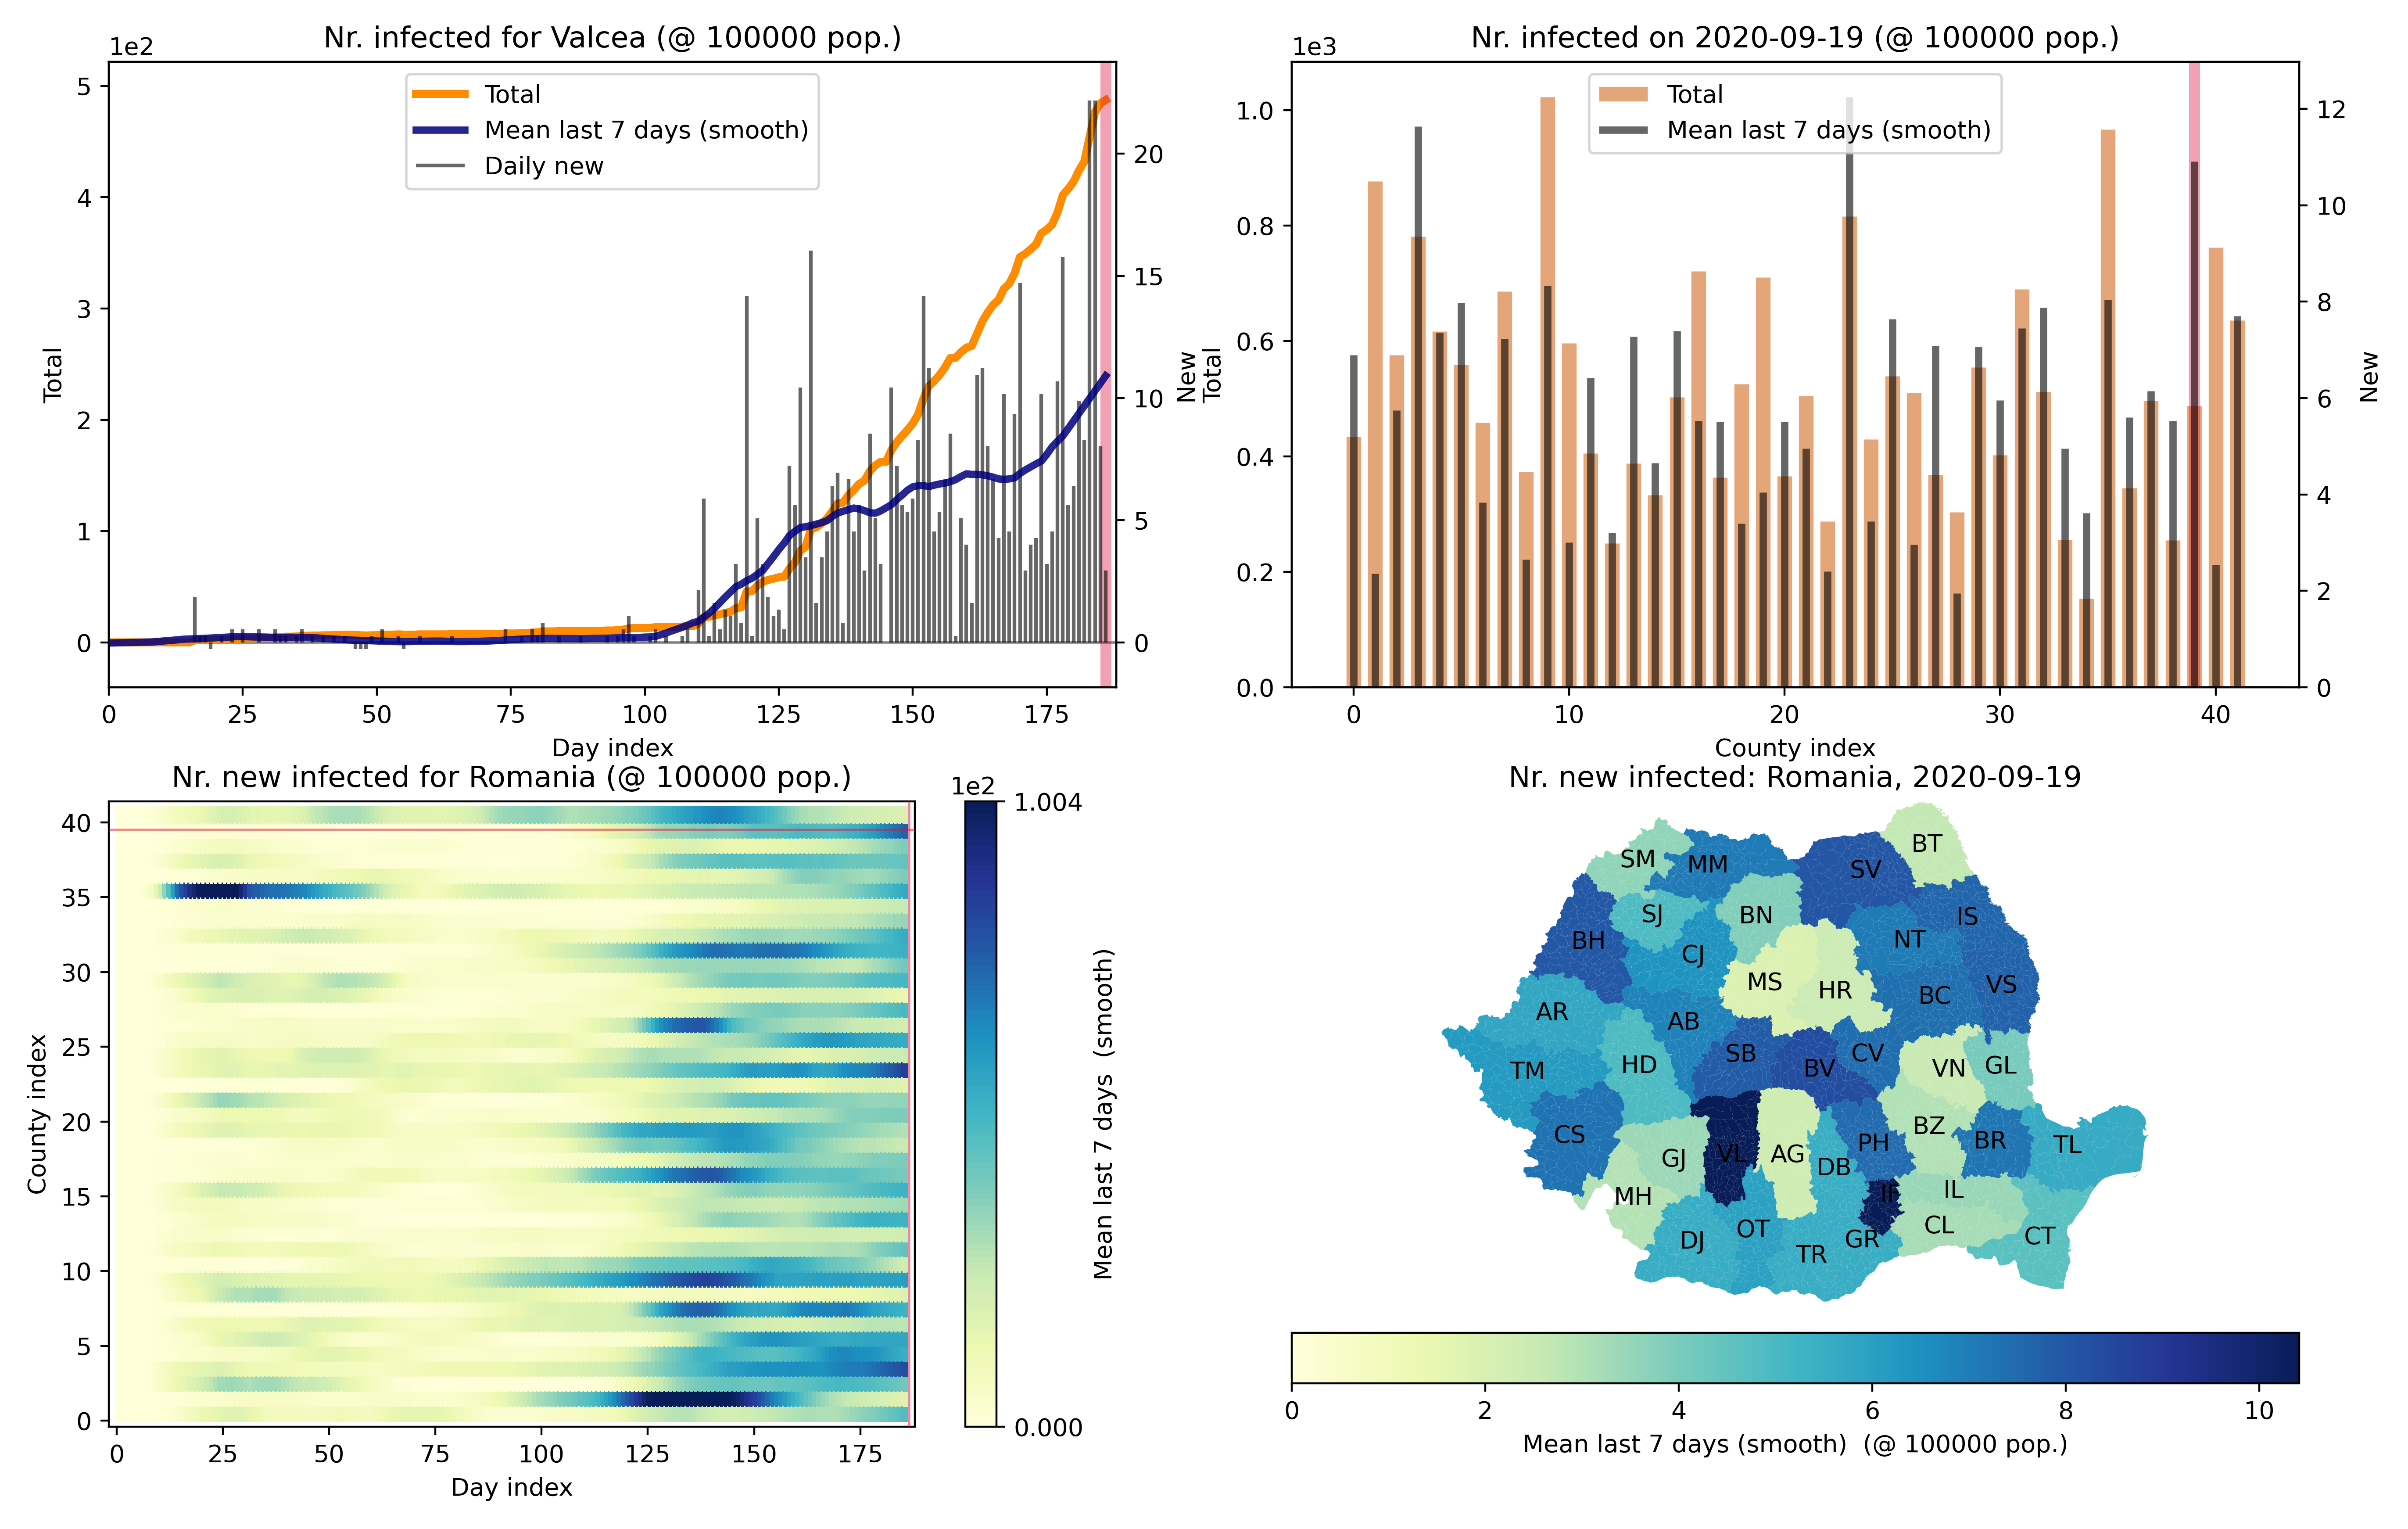 Nr. infected for Valcea (@ 100000 pop.)
1e2
Total
Mean last 7 days (smooth)
Daily new
5
4
3
2
1
0
Total
20
15
10
5
0
New
0 25 50 75 100 125 150 175
Day index
Nr. infected on 2020-09-19 (@ 100000 pop.)
1e3
Total
Mean last 7 days (smooth)
1.0
0.8
0.6
0.4
0.2
0.0
Total
12
10
8
6
4
2
0
New
0 10 20 30 40
County index
Nr. new infected for Romania (@ 100000 pop.)
40
35
30
25
20
15
10
5
0
County index
0 25 50 75 100 125 150 175
Day index
1e2
1.004
0.000
Mean last 7 days  (smooth)
Nr. new infected: Romania, 2020-09-19
BT
SM MM SV
SJ BN IS
BH CJ NT
MS HR BC VS
AR AB
TM HD SB BV CV VN GL
CS GJ VL AG DB PH BZ BR TL
MH IF IL
DJ OT TR GR CL CT
0 2 4 6 8 10
Mean last 7 days (smooth)  (@ 100000 pop.)